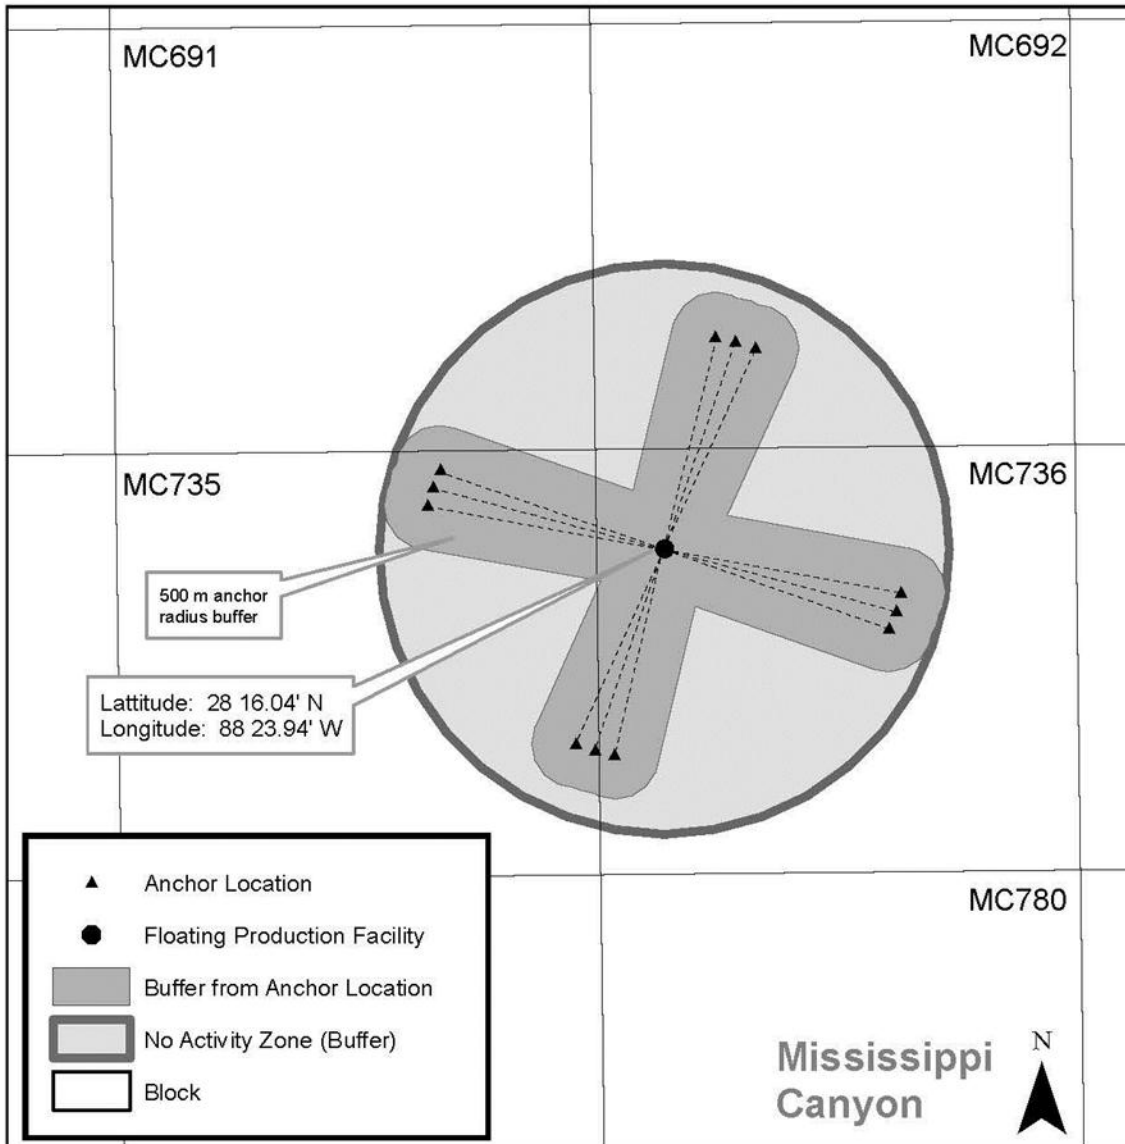 MC691
MC692
MC735
MC736
500 m anchor
radius buffer
Lattitude: 28 16.04' N
Longitude: 88 23.94' W
Anchor Location
Floating Production Facility
Buffer from Anchor Location
No Activity Zone (Buffer)
Block
MC780
Mississippi
Canyon
N